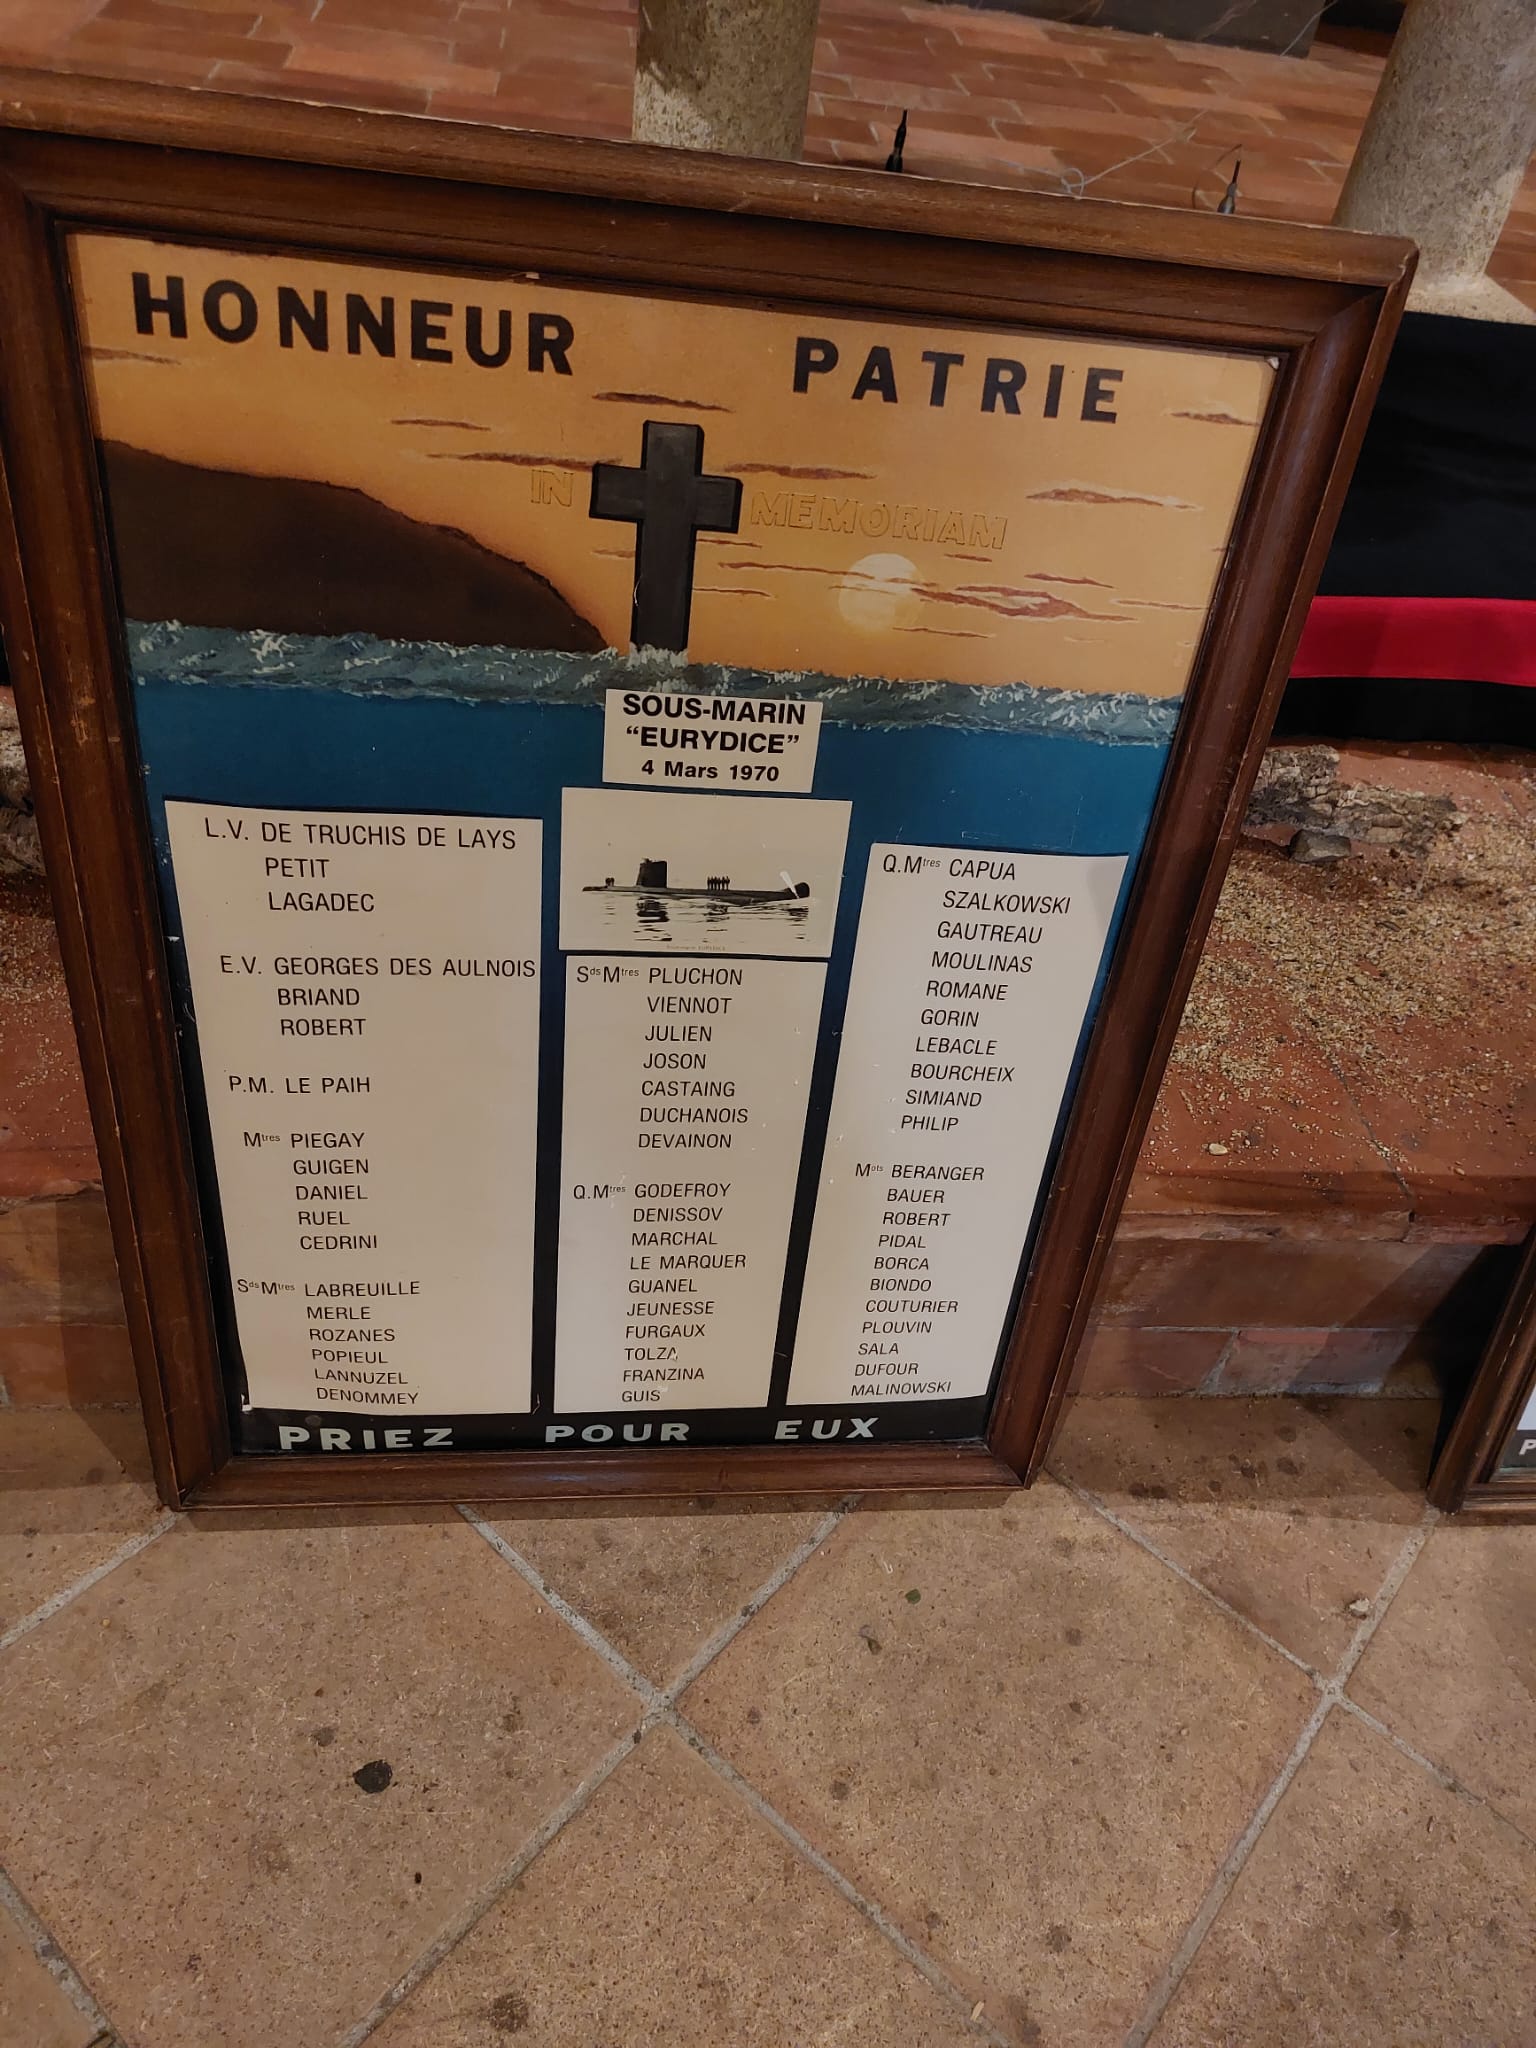 HONNEUR PATRIE
IN MEMORIAM
SOUS-MARIN
“EURYDICE”
4 Mars 1970
L.V. DE TRUCHIS DE LAYS
PETIT
LAGADEC
E.V. GEORGES DES AULNOIS
BRIAND
ROBERT
P.M. LE PAIH
Mtres PIEGAY
GUIGEN
DANIEL
RUEL
CEDRINI
SdsMtres LABREUILLE
MERLE
ROZANES
POPIEUL
LANNUZEL
DENOMMEY
SdsMtres PLUCHON
VIENNOT
JULIEN
JOSON
CASTAING
DUCHANOIS
DEVAINON
Q.Mtres GODEFROY
DENISSOV
MARCHAL
LE MARQUER
GUANEL
JEUNESSE
FURGAUX
TOLZA
FRANZINA
GUIS
Q.Mtres CAPUA
SZALKOWSKI
GAUTREAU
MOULINAS
ROMANE
GORIN
LEBACLE
BOURCHEIX
SIMIAND
PHILIP
Mots BERANGER
BAUER
ROBERT
PIDAL
BORCA
BIONDO
COUTURIER
PLOUVIN
SALA
DUFOUR
MALINOWSKI
PRIEZ POUR EUX
P